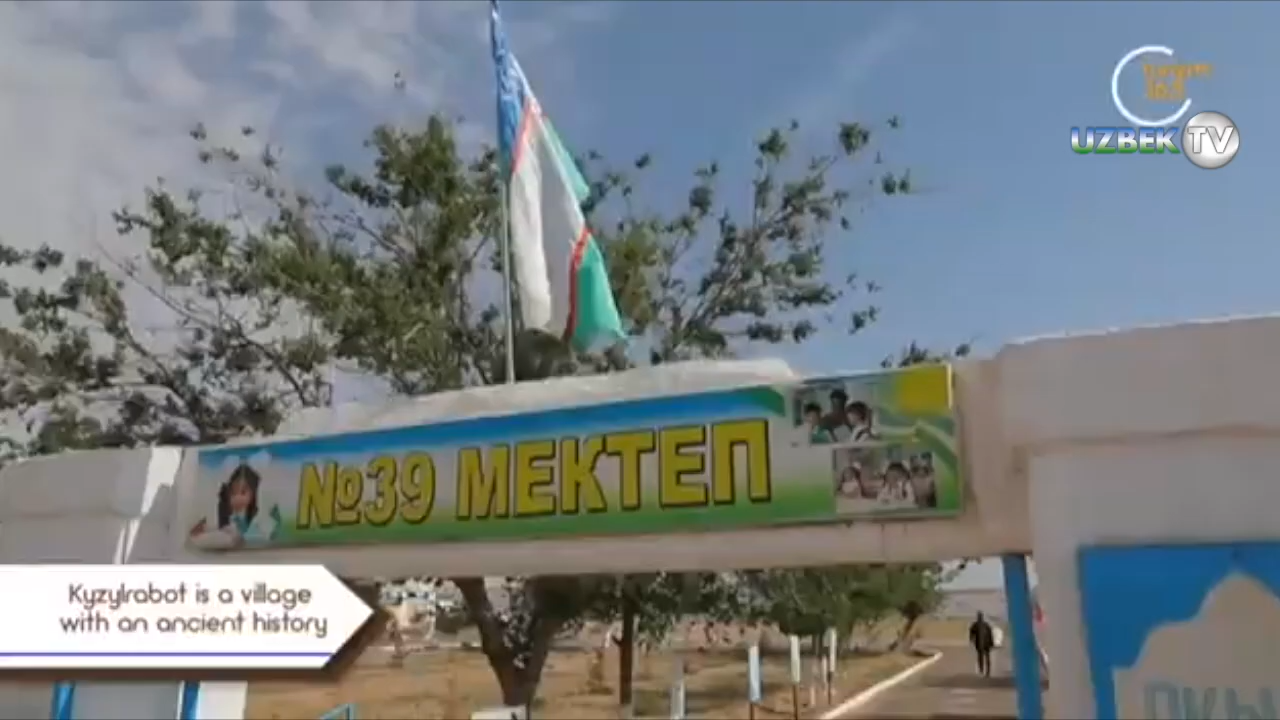 UZBEK TV
№39 МЕКТЕП
Kyzylrabot is a village
with an ancient history